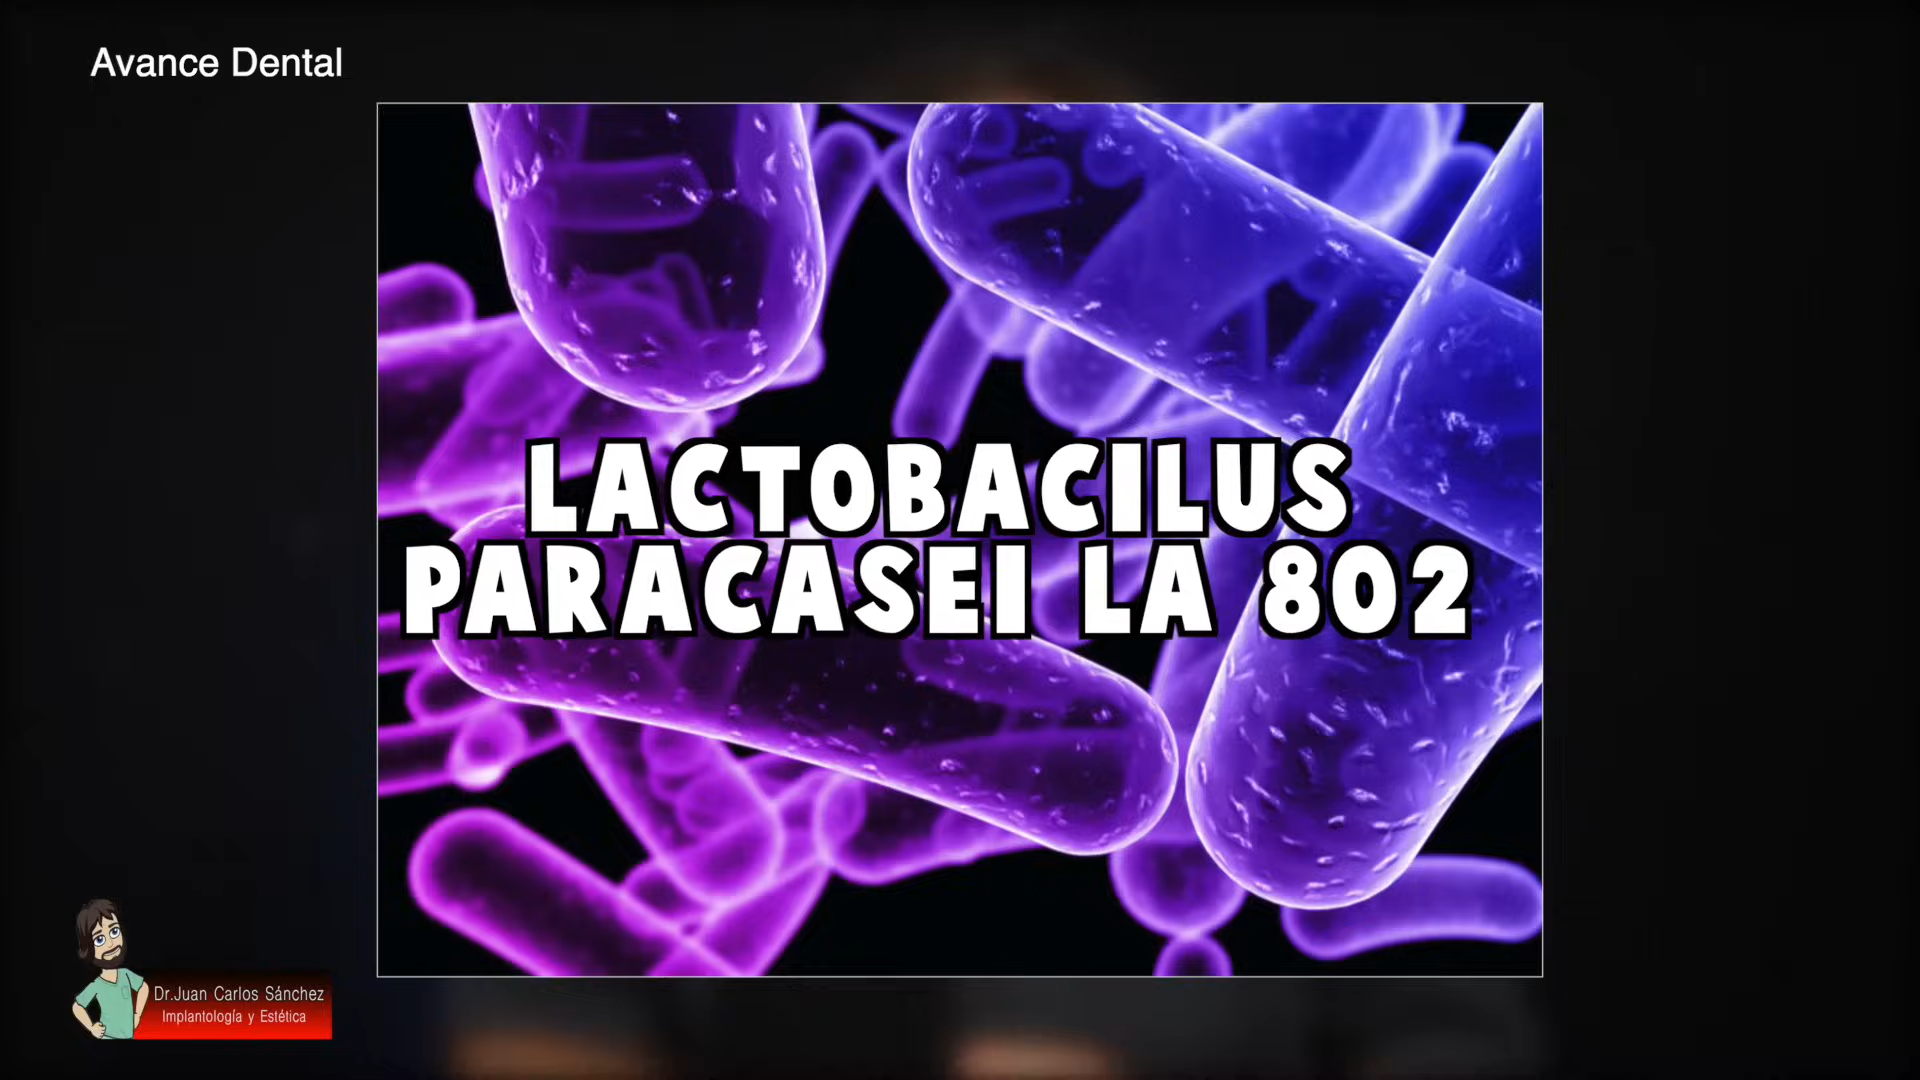 Avance Dental
LACTOBACILUS
PARACASEI LA 802
Dr.Juan Carlos Sánchez
Implantología y Estética